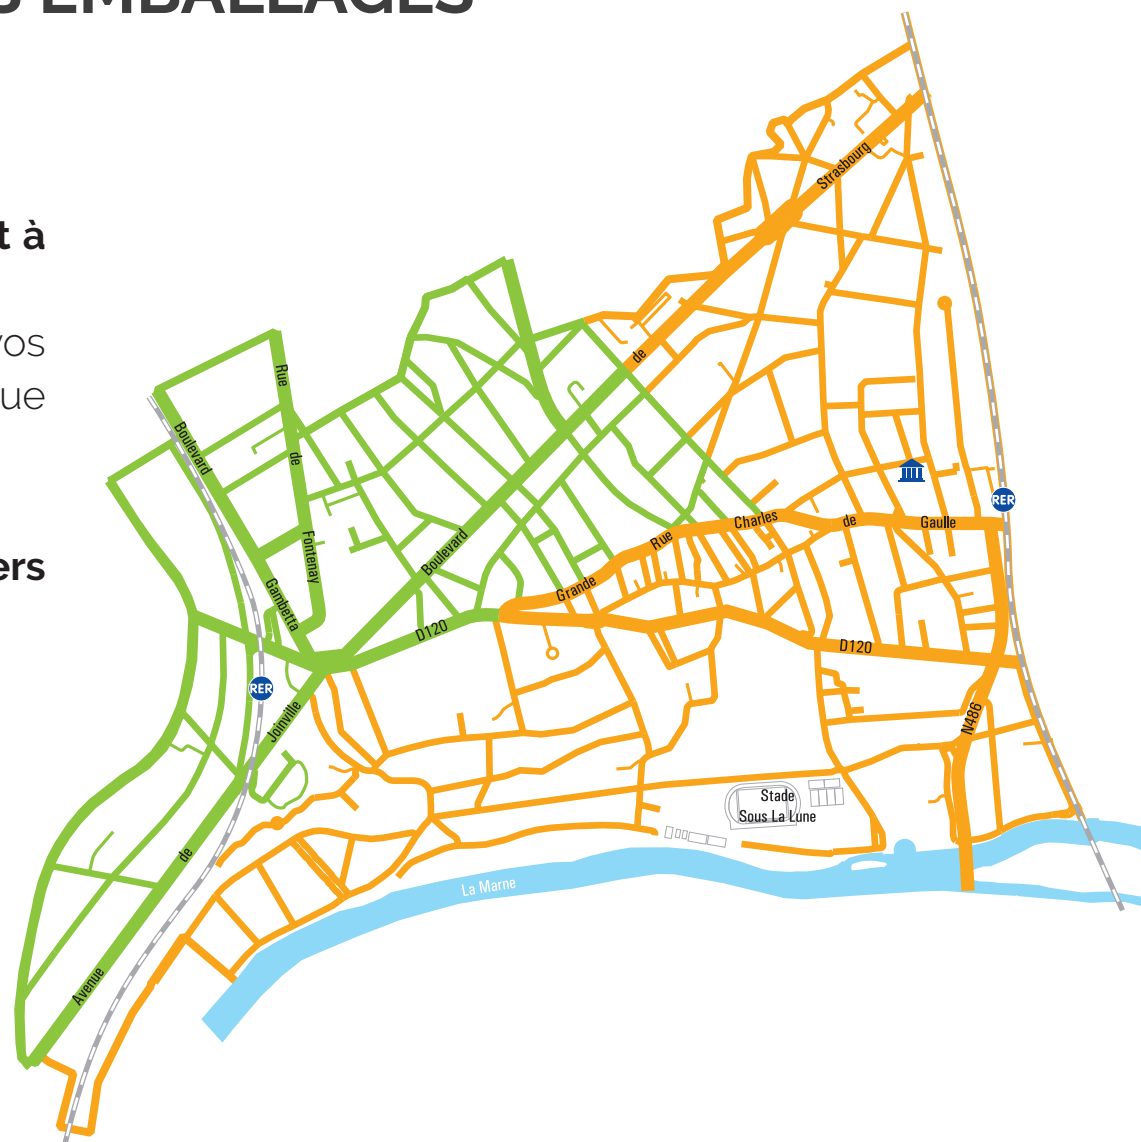 S EMBALLAGES
t à
vos
ue
ers
Strasbourg
de
Boulevard
Rue
de
Fontenay
Boulevard
Gambetta
D120
Grande
Rue
Charles
de
Gaulle
RER
D120
N486
RER
Joinville
de
Avenue
Stade
Sous La Lune
La Marne